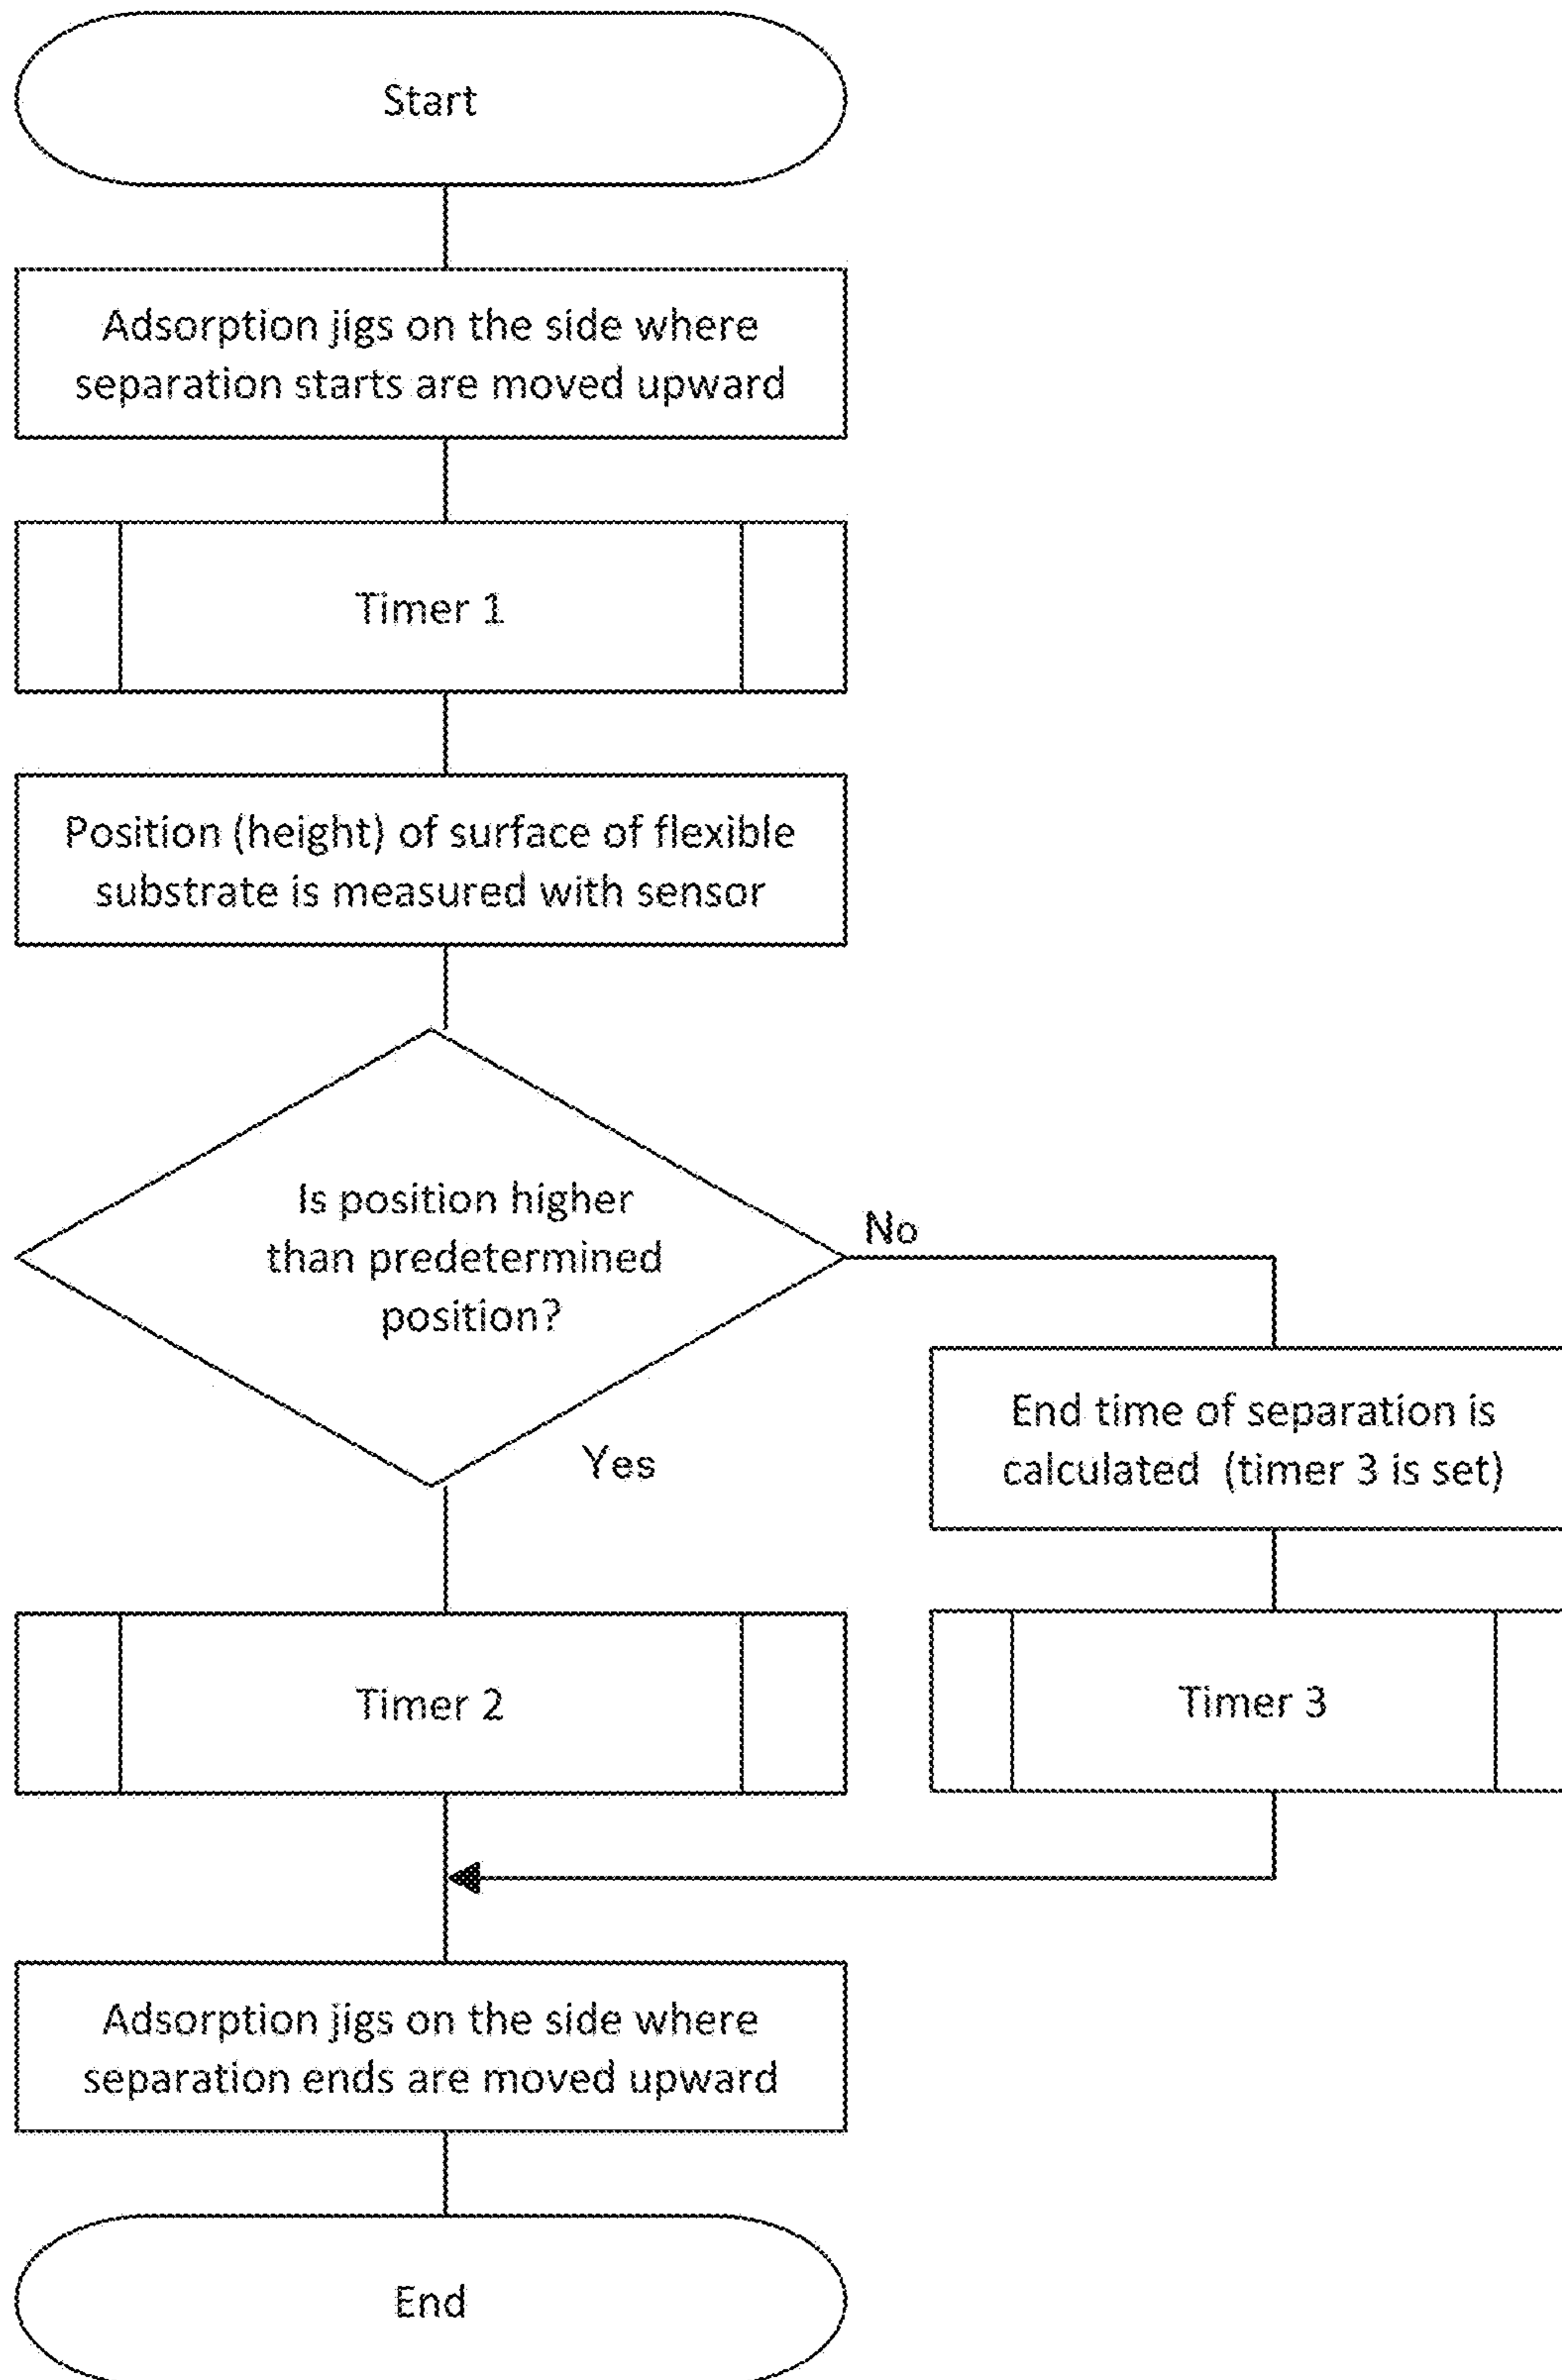 Start
Adsorption jigs on the side where
separation starts are moved upward
Timer 1
Position (height) of surface of flexible
substrate is measured with sensor
Is position higher
than predetermined
position?
No
Yes
End time of separation is
calculated (timer 3 is set)
Timer 2
Timer 3
Adsorption jigs on the side where
separation ends are moved upward
End